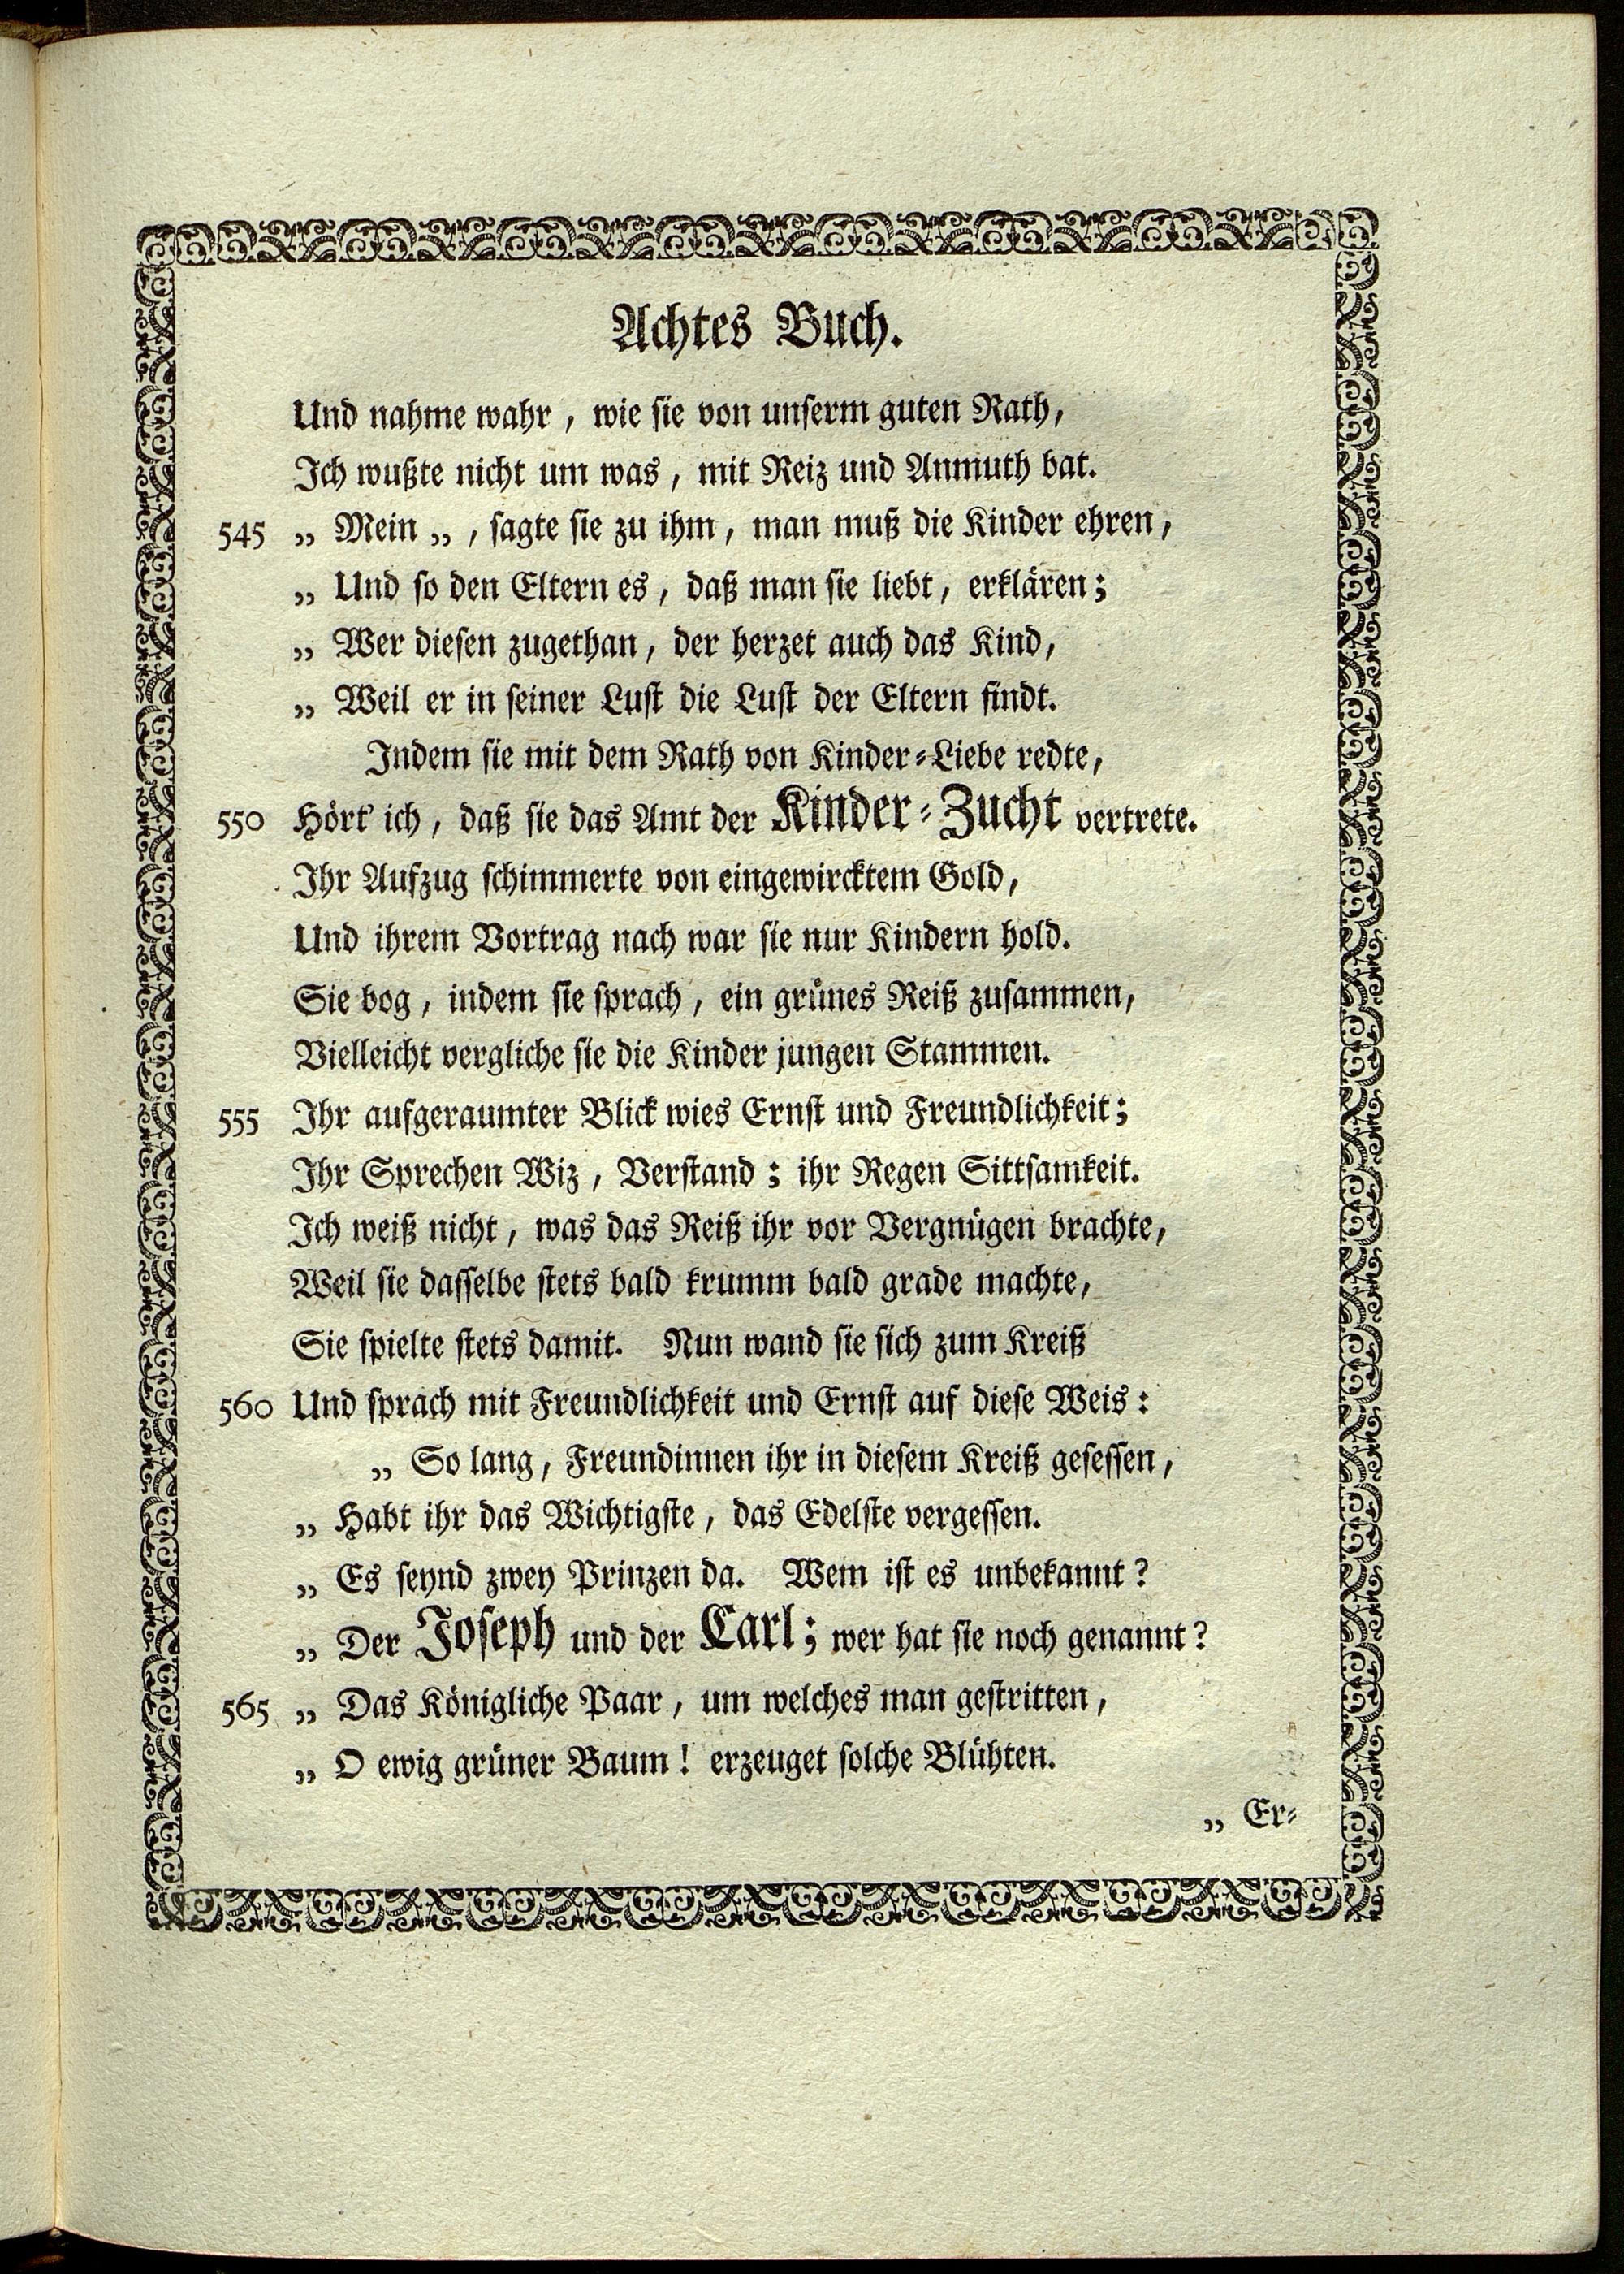 Achtes Buch.
Und nahme wahr, wie sie von unserm guten Rath,
Ich wußte nicht um was, mit Reiz und Anmuth bat.
545 „ Mein „, sagte sie zu ihm, man muß die Kinder ehren,
„ Und so den Eltern es, daß man sie liebt, erklären;
„ Wer diesen zugethan, der herzet auch das Kind,
„ Weil er in seiner Lust die Lust der Eltern findt.
Indem sie mit dem Rath von Kinder-Liebe redte,
550 Hört' ich, daß sie das Amt der Kinder-Zucht vertrete.
Ihr Aufzug schimmerte von eingewircktem Gold,
Und ihrem Vortrag nach war sie nur Kindern hold.
Sie bog, indem sie sprach, ein grünes Reiß zusammen,
Vielleicht vergliche sie die Kinder jungen Stammen.
555 Ihr aufgeraumter Blick wies Ernst und Freundlichkeit;
Ihr Sprechen Wiz, Verstand; ihr Regen Sittsamkeit.
Ich weiß nicht, was das Reiß ihr vor Vergnügen brachte,
Weil sie dasselbe stets bald krumm bald grade machte,
Sie spielte stets damit. Nun wand sie sich zum Kreiß
560 Und sprach mit Freundlichkeit und Ernst auf diese Weis:
„ So lang, Freundinnen ihr in diesem Kreiß gesessen,
„ Habt ihr das Wichtigste, das Edelste vergessen.
„ Es seynd zwey Prinzen da. Wem ist es unbekannt?
„ Der Joseph und der Carl; wer hat sie noch genannt?
565 „ Das Königliche Paar, um welches man gestritten,
„ O ewig grüner Baum! erzeuget solche Blühten.
„ Er-